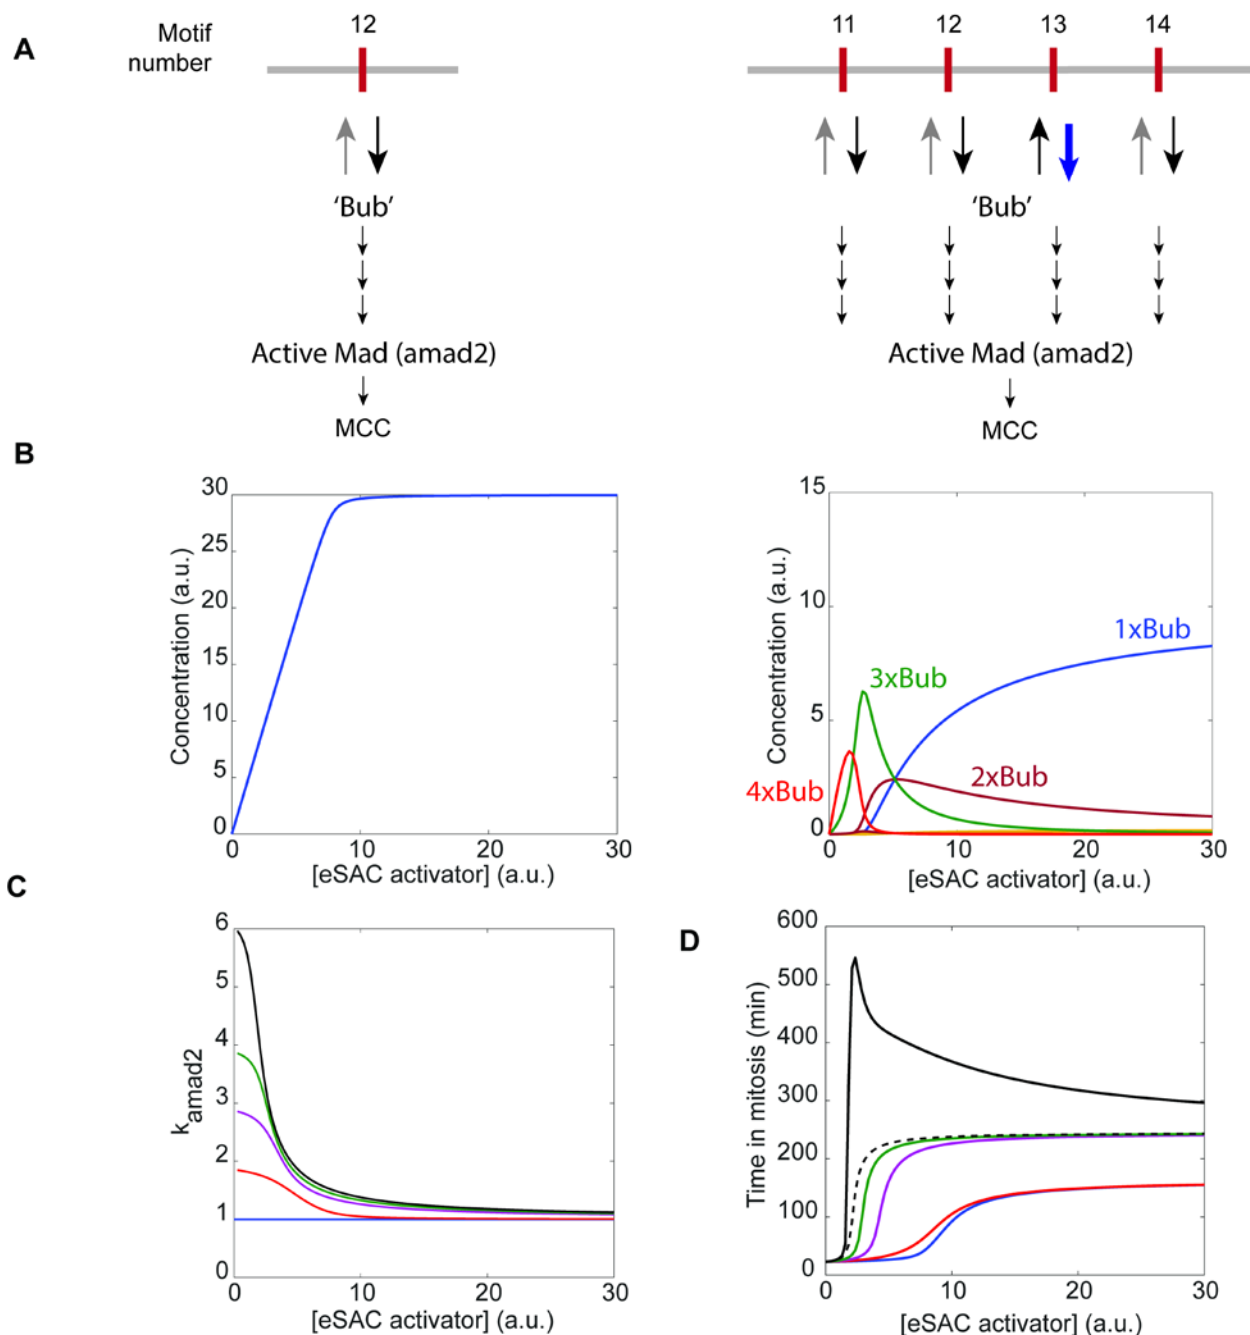 A
Motif
number
12
11 12 13 14
'Bub'
'Bub'
Active Mad (amad2)
Active Mad (amad2)
MCC
MCC
B
Concentration (a.u.)
30
25
20
15
10
5
0
0 10 20 30
[eSAC activator] (a.u.)
Concentration (a.u.)
15
10
5
0
1xBub
3xBub
2xBub
4xBub
0 10 20 30
[eSAC activator] (a.u.)
C
kamad2
6
5
4
3
2
1
0
0 10 20 30
[eSAC activator] (a.u.)
D
Time in mitosis (min)
600
500
400
300
200
100
0
0 10 20 30
[eSAC activator] (a.u.)